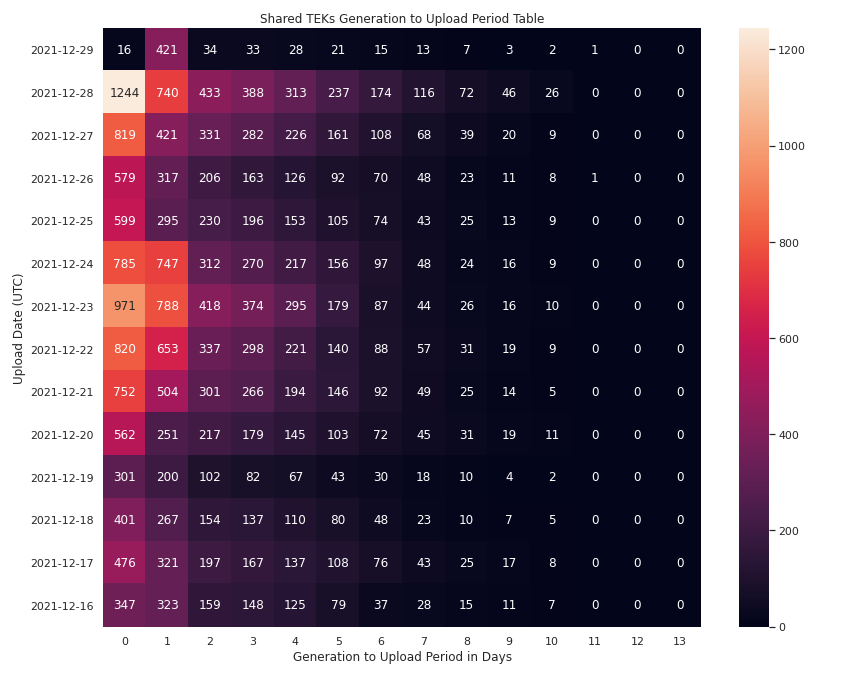 Shared TEKs Generation to Upload Period Table
Upload Date (UTC)
2021-12-29 16 421 34 33 28 21 15 13 7 3 2 1 0 0
2021-12-28 1244 740 433 388 313 237 174 116 72 46 26 0 0 0
2021-12-27 819 421 331 282 226 161 108 68 39 20 9 0 0 0
2021-12-26 579 317 206 163 126 92 70 48 23 11 8 1 0 0
2021-12-25 599 295 230 196 153 105 74 43 25 13 9 0 0 0
2021-12-24 785 747 312 270 217 156 97 48 24 16 9 0 0 0
2021-12-23 971 788 418 374 295 179 87 44 26 16 10 0 0 0
2021-12-22 820 653 337 298 221 140 88 57 31 19 9 0 0 0
2021-12-21 752 504 301 266 194 146 92 49 25 14 5 0 0 0
2021-12-20 562 251 217 179 145 103 72 45 31 19 11 0 0 0
2021-12-19 301 200 102 82 67 43 30 18 10 4 2 0 0 0
2021-12-18 401 267 154 137 110 80 48 23 10 7 5 0 0 0
2021-12-17 476 321 197 167 137 108 76 43 25 17 8 0 0 0
2021-12-16 347 323 159 148 125 79 37 28 15 11 7 0 0 0
0 1 2 3 4 5 6 7 8 9 10 11 12 13
Generation to Upload Period in Days
1200
1000
800
600
400
200
0